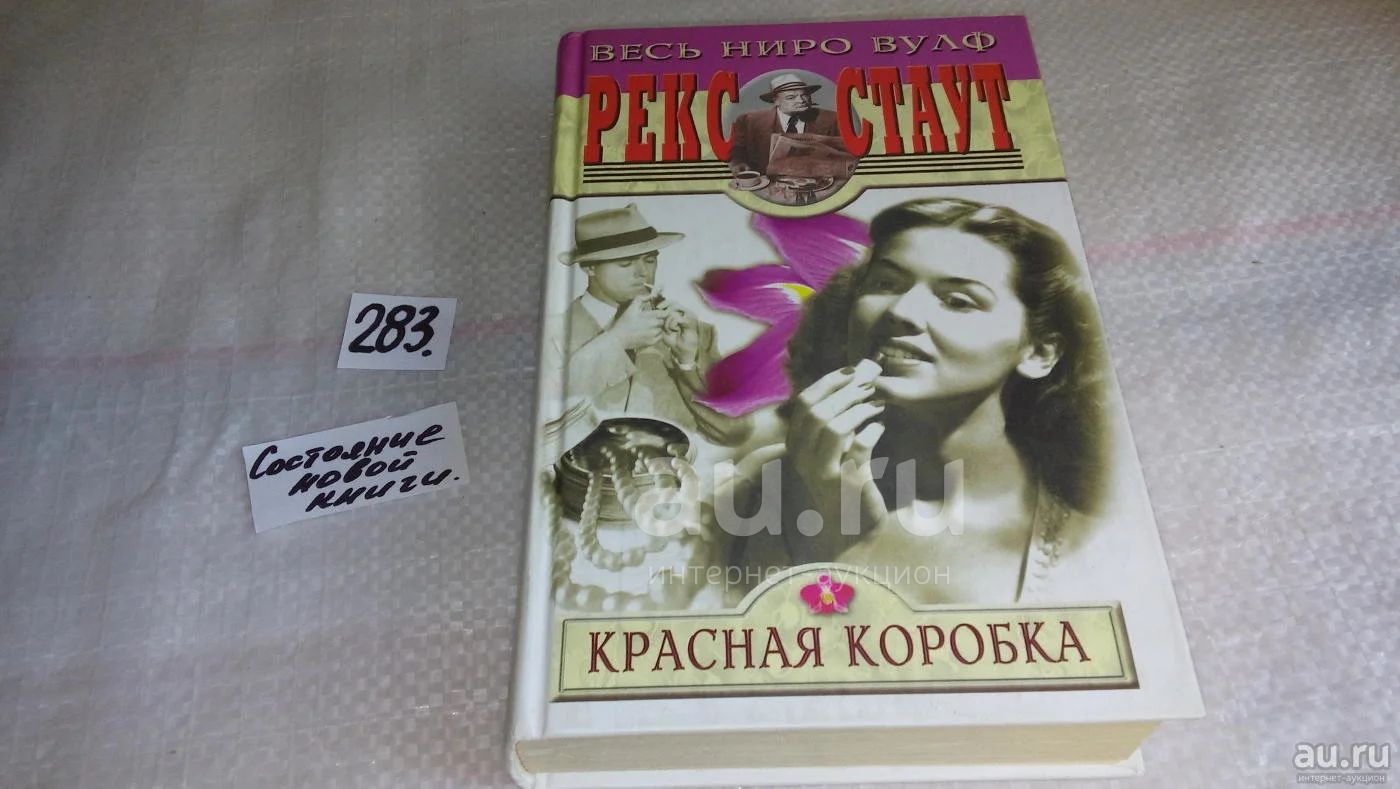 ВЕСЬ НИРО ВУЛФ
РЕКС СТАУТ
283.
Состояние
новой
книги.
au.ru
интернет-аукцион
КРАСНАЯ КОРОБКА
au.ru
интернет-аукцион